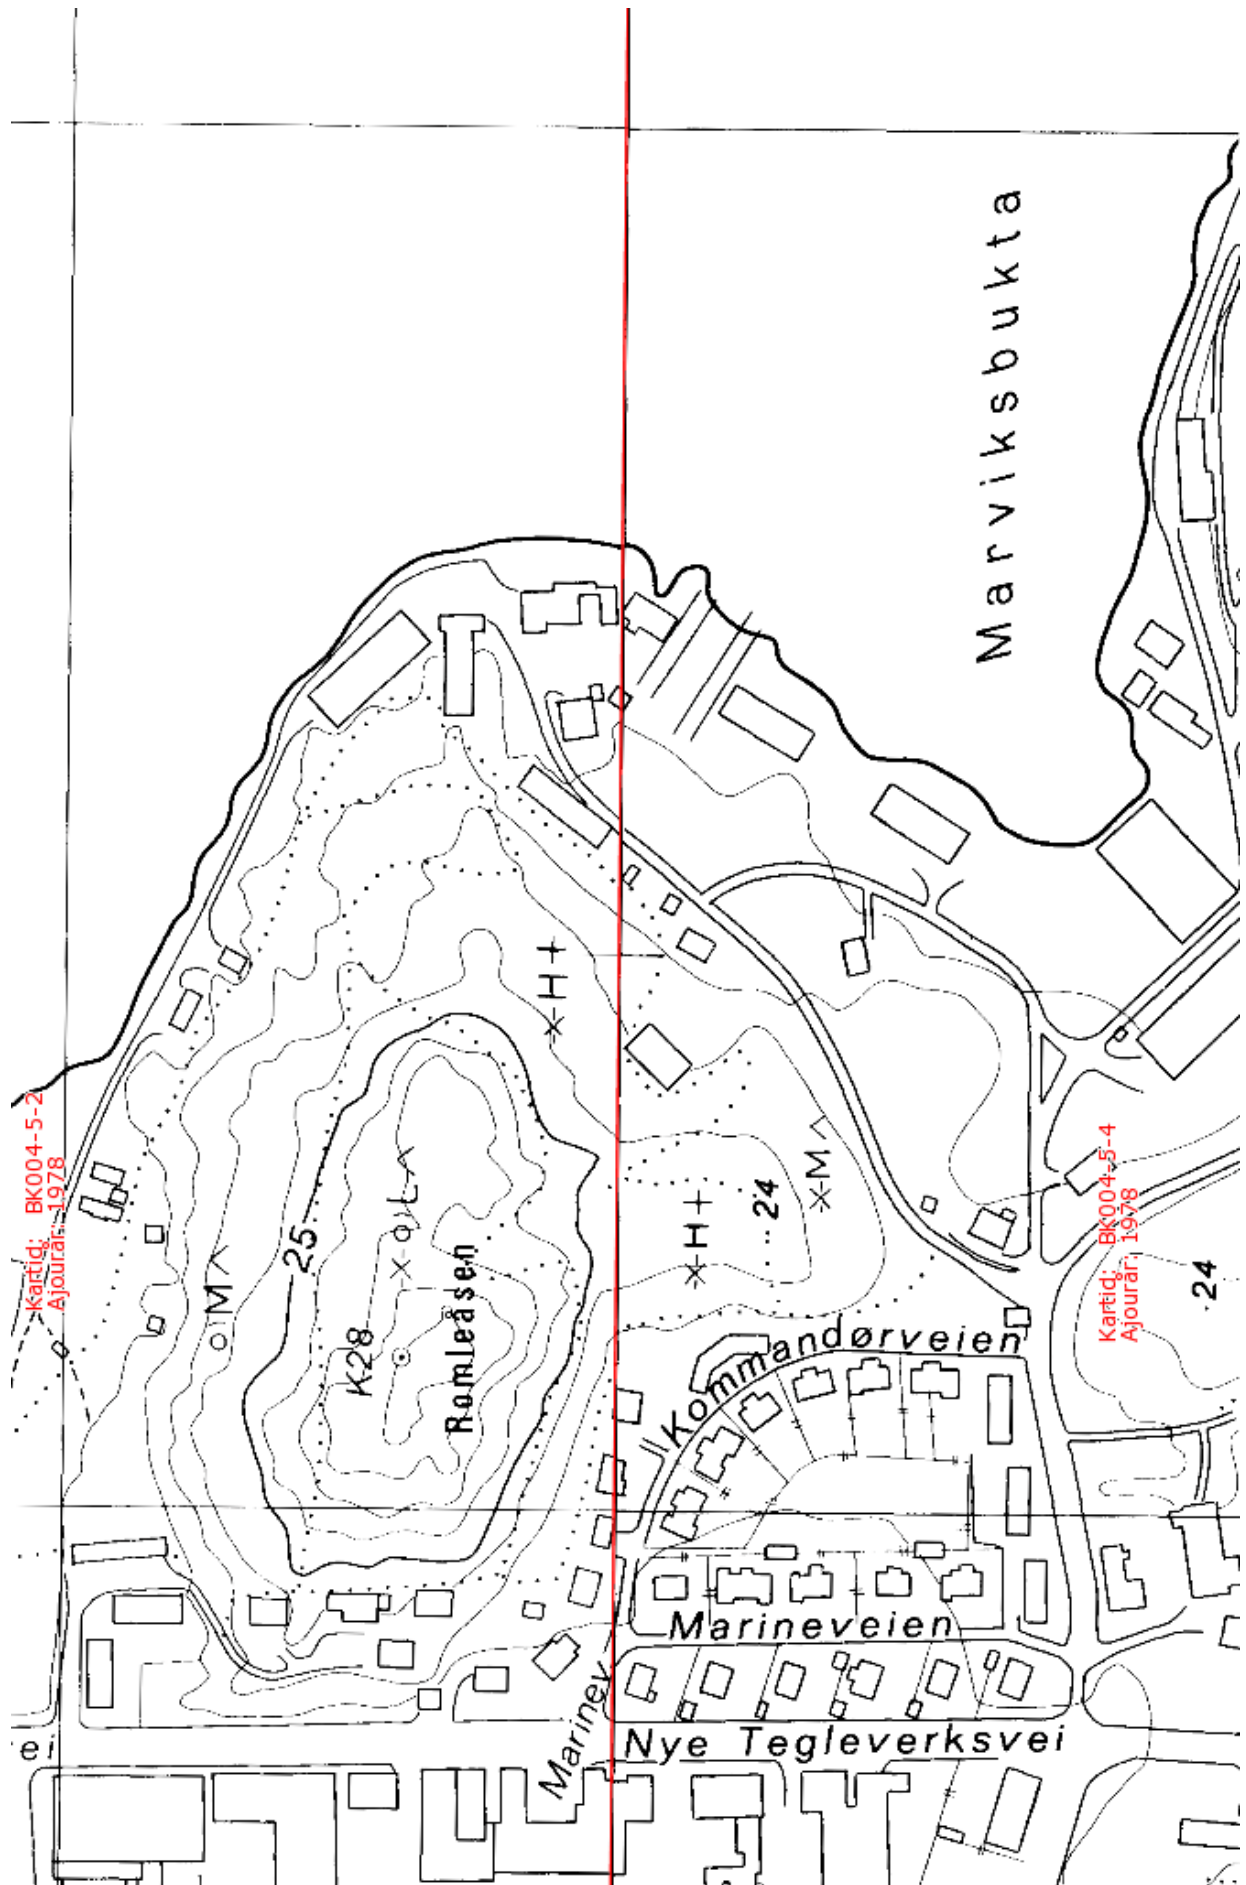 Marviksbukta
H
M
H
24
L
25
M
K28
Romleåsen
Kartid: BK004-5-2
Ajourår: 1978
Kartid: BK004-5-4
Ajourår: 1978
24
Kommandørveien
Marineveien
Marinev
Nye Tegleverksvei
ei